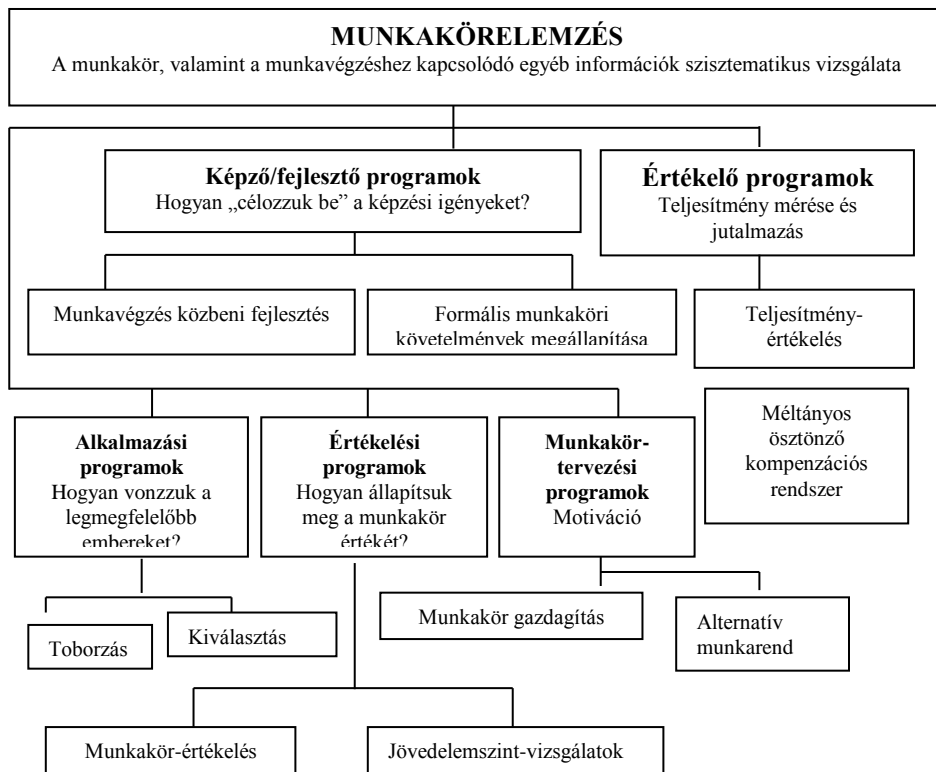 MUNKAKÖRELEMZÉS
A munkakör, valamint a munkavégzéshez kapcsolódó egyéb információk szisztematikus vizsgálata
Képző/fejlesztő programok
Hogyan „célozzuk be” a képzési igényeket?
Értékelő programok
Teljesítmény mérése és
jutalmazás
Munkavégzés közbeni fejlesztés
Formális munkaköri
követelmények megállapítása
Teljesítmény-
értékelés
Alkalmazási
programok
Hogyan vonzzuk a
legmegfelelőbb
embereket?
Értékelési
programok
Hogyan állapítsuk
meg a munkakör
értékét?
Munkakör-
tervezési
programok
Motiváció
Méltányos
ösztönző
kompenzációs
rendszer
Toborzás
Kiválasztás
Munkakör gazdagítás
Alternatív
munkarend
Munkakör-értékelés
Jövedelemszint-vizsgálatok